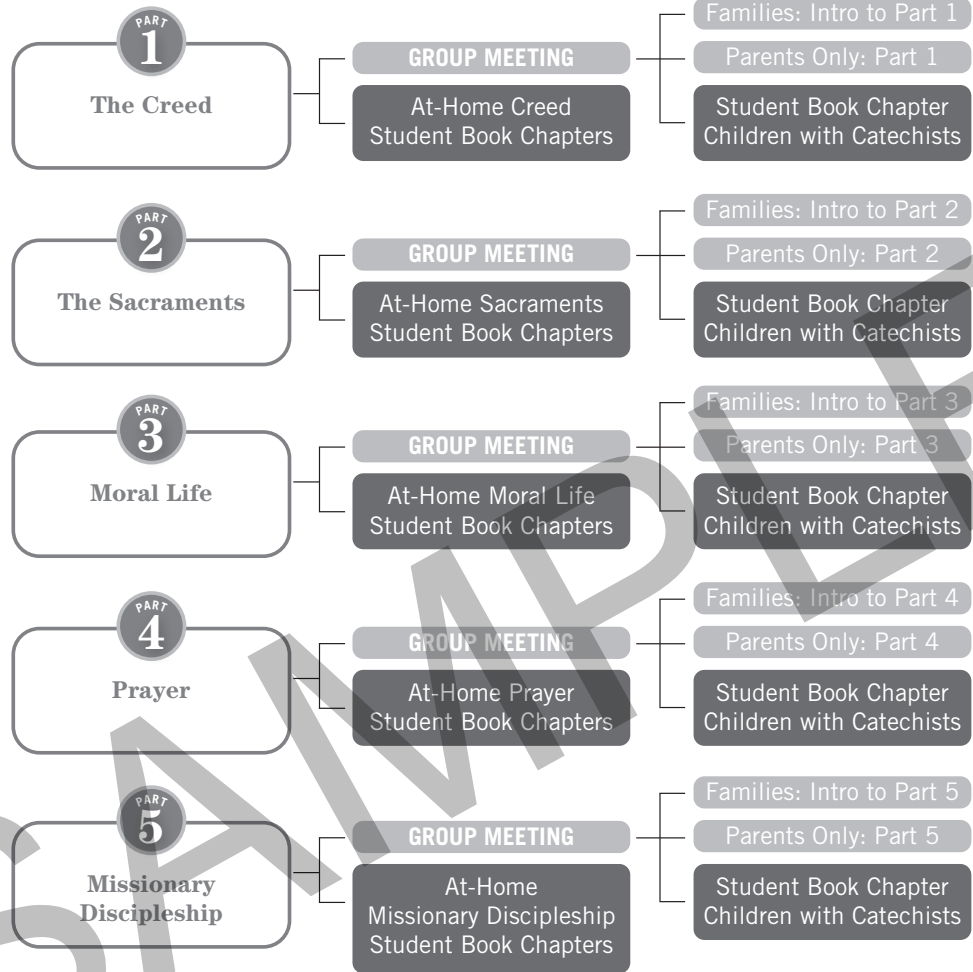 PART
1
The Creed
GROUP MEETING
At-Home Creed
Student Book Chapters
Families: Intro to Part 1
Parents Only: Part 1
Student Book Chapter
Children with Catechists
PART
2
The Sacraments
GROUP MEETING
At-Home Sacraments
Student Book Chapters
Families: Intro to Part 2
Parents Only: Part 2
Student Book Chapter
Children with Catechists
PART
3
Moral Life
GROUP MEETING
At-Home Moral Life
Student Book Chapters
Families: Intro to Part 3
Parents Only: Part 3
Student Book Chapter
Children with Catechists
PART
4
Prayer
GROUP MEETING
At-Home Prayer
Student Book Chapters
Families: Intro to Part 4
Parents Only: Part 4
Student Book Chapter
Children with Catechists
PART
5
Missionary
Discipleship
GROUP MEETING
At-Home
Missionary Discipleship
Student Book Chapters
Families: Intro to Part 5
Parents Only: Part 5
Student Book Chapter
Children with Catechists
SAMPLE